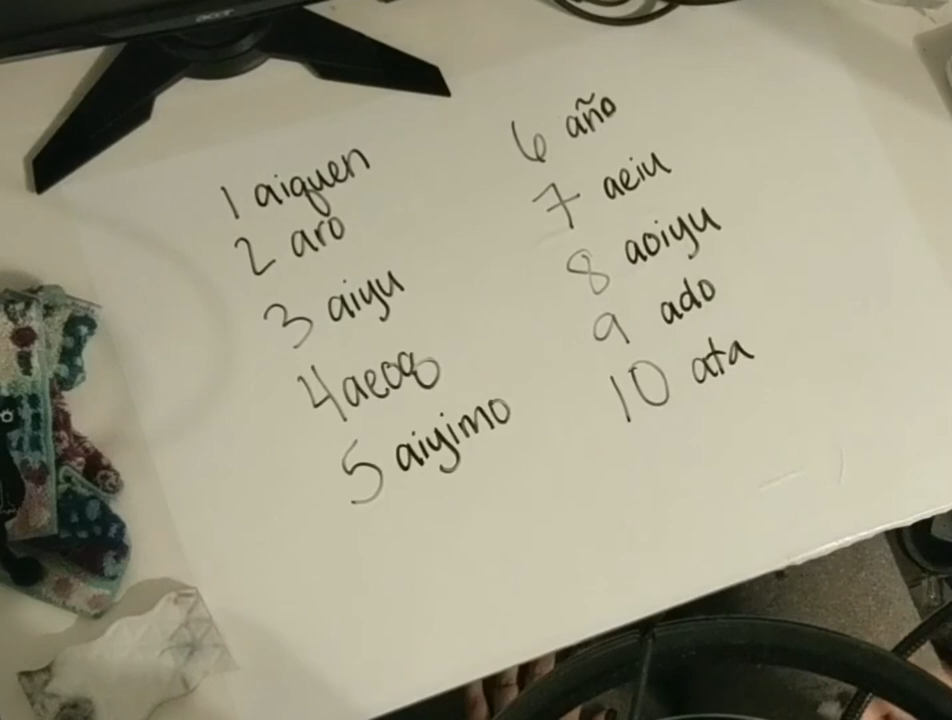 acer
1 aiquen
2 aro
3 aiyu
4 aeoq
5 aiyimo
6 año
7 aeiu
8 aoiyu
9 ado
10 ata